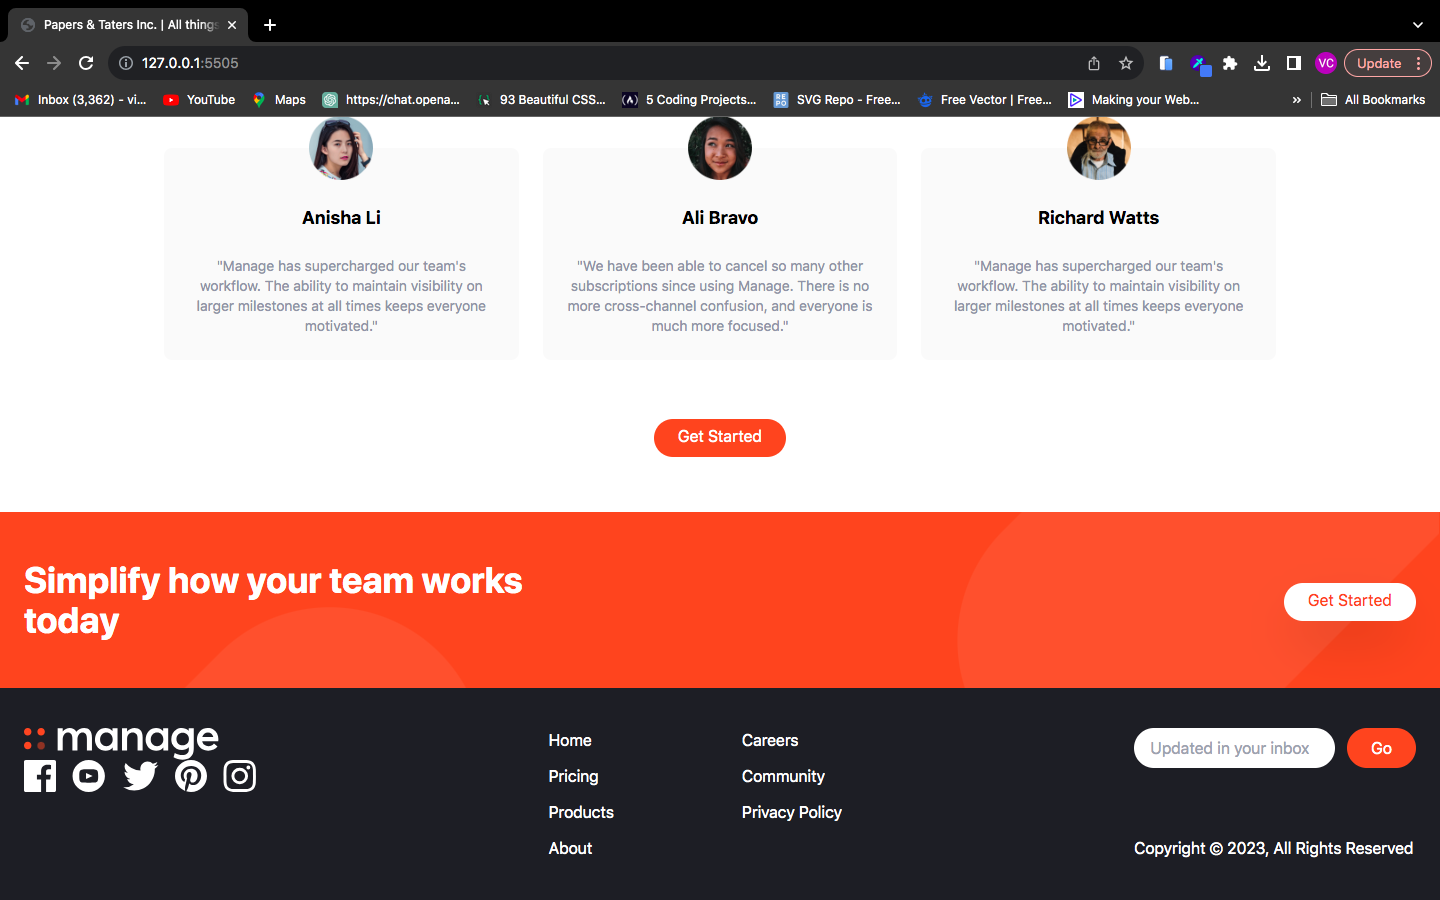 Papers & Taters Inc. | All things
127.0.0.1:5505
VC
Update
Inbox (3,362) - vi...
YouTube
Maps
https://chat.opena...
93 Beautiful CSS...
5 Coding Projects...
SVG Repo - Free...
Free Vector | Free...
Making your Web...
»
All Bookmarks
Anisha Li
"Manage has supercharged our team's
workflow. The ability to maintain visibility on
larger milestones at all times keeps everyone
motivated."
Ali Bravo
"We have been able to cancel so many other
subscriptions since using Manage. There is no
more cross-channel confusion, and everyone is
much more focused."
Richard Watts
"Manage has supercharged our team's
workflow. The ability to maintain visibility on
larger milestones at all times keeps everyone
motivated."
Get Started
Simplify how your team works
today
Get Started
manage
Home
Pricing
Products
About
Careers
Community
Privacy Policy
Updated in your inbox
Go
Copyright © 2023, All Rights Reserved